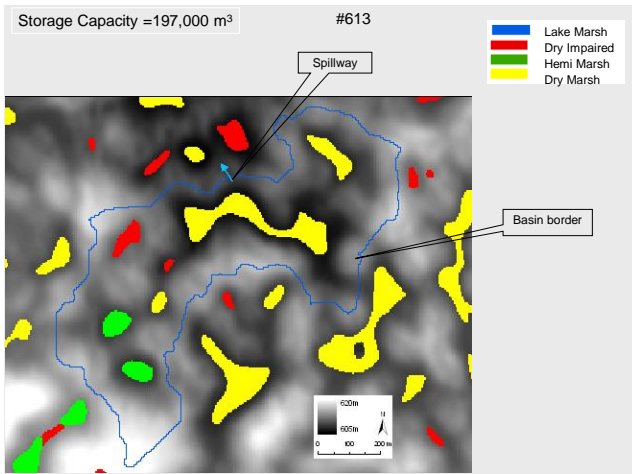 Storage Capacity =197,000 m³
#613
Lake Marsh
Dry Impaired
Hemi Marsh
Dry Marsh
Spillway
Basin border
620m
605m
N
0 100 200 m